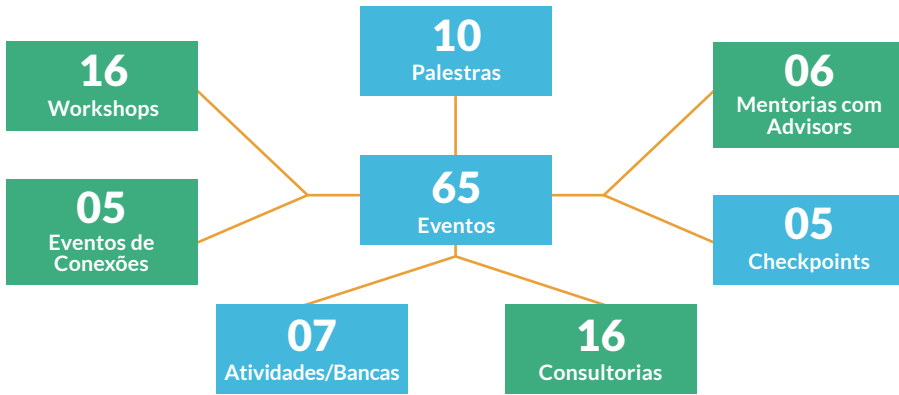 10
Palestras
16
Workshops
06
Mentorias com
Advisors
65
Eventos
05
Eventos de
Conexões
05
Checkpoints
07
Atividades/Bancas
16
Consultorias